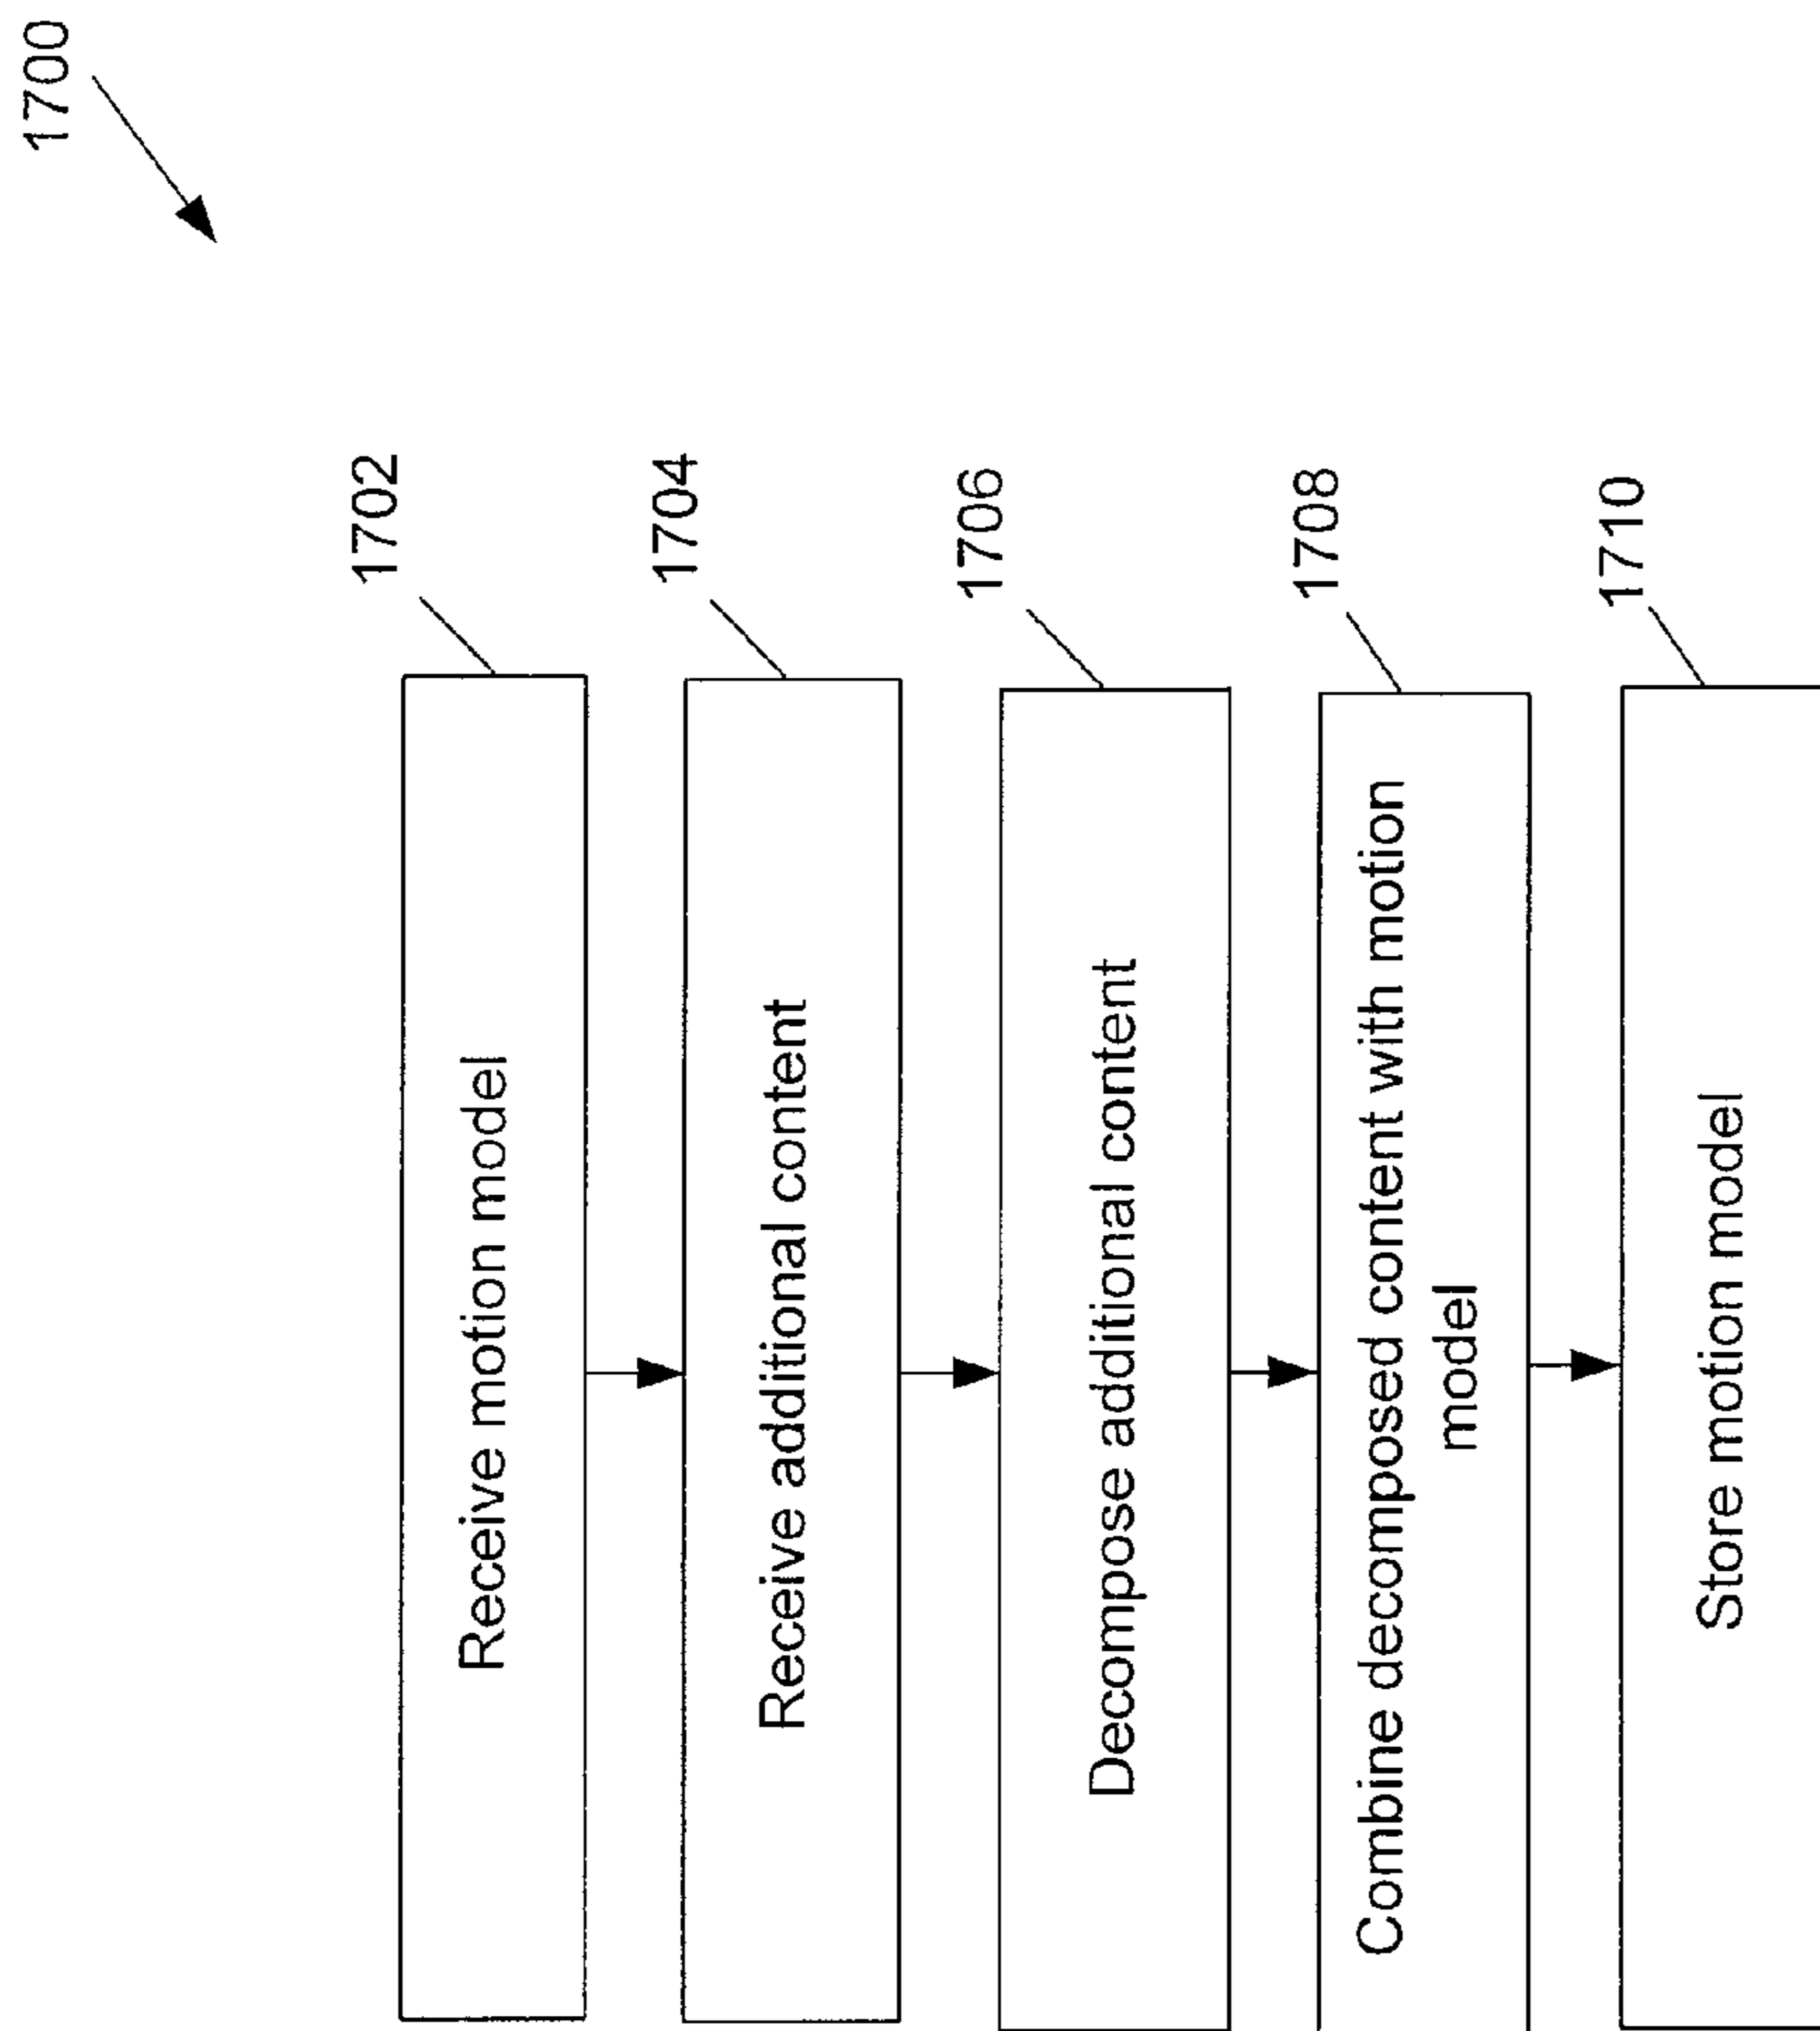 1700
Receive motion model
1702
Receive additional content
1704
Decompose additional content
1706
Combine decomposed content with motion
model
1708
Store motion model
1710